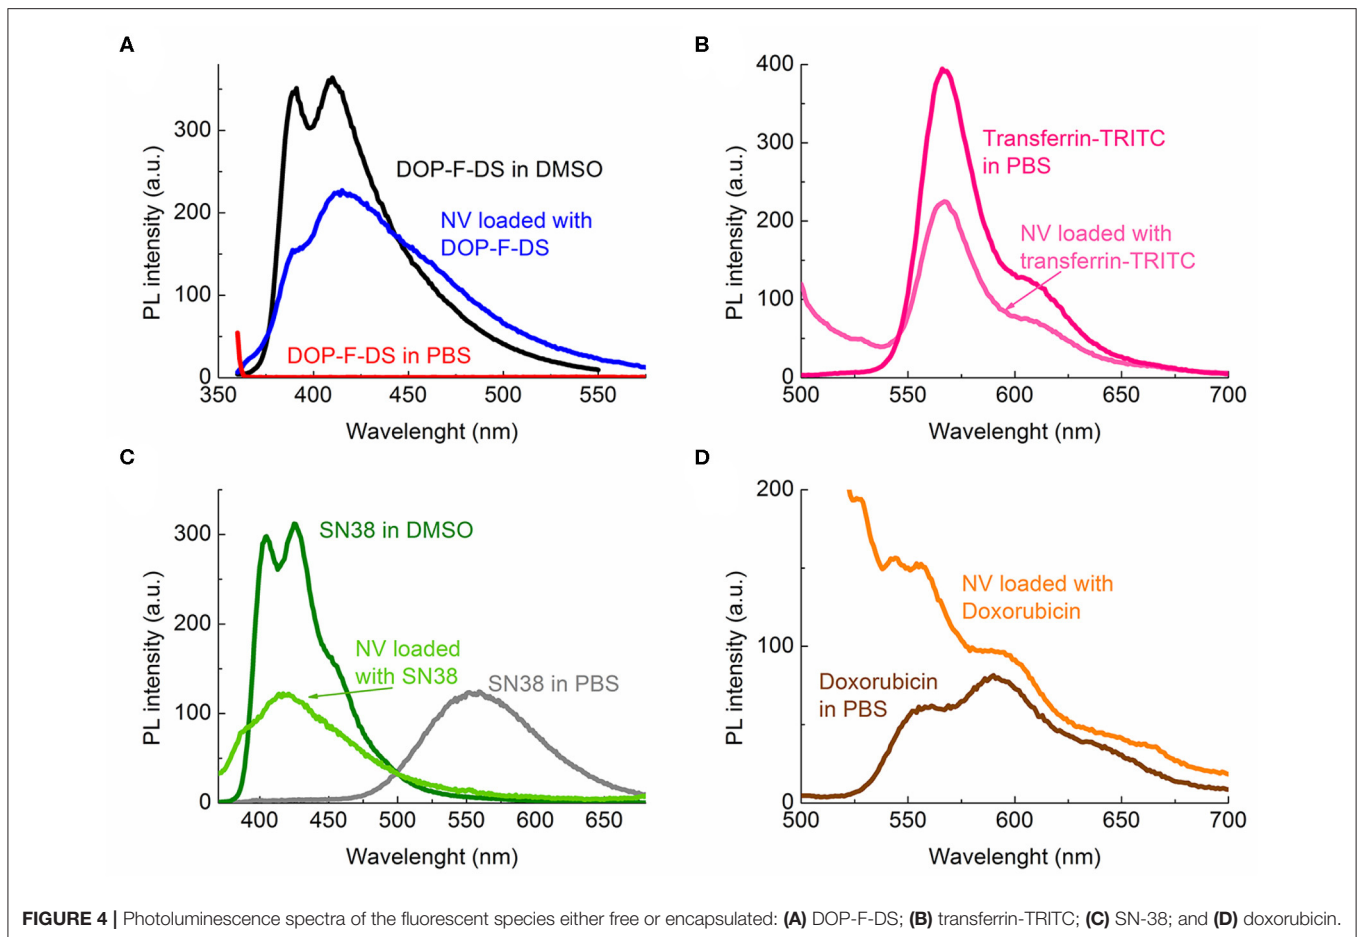 A
PL intensity (a.u.)
300
200
100
0
DOP-F-DS in DMSO
NV loaded with
DOP-F-DS
DOP-F-DS in PBS
350 400 450 500 550
Wavelenght (nm)
B
PL intensity (a.u.)
400
300
200
100
0
Transferrin-TRITC
in PBS
NV loaded with
transferrin-TRITC
500 550 600 650 700
Wavelenght (nm)
C
PL intensity (a.u.)
300
200
100
0
SN38 in DMSO
NV loaded
with SN38
SN38 in PBS
400 450 500 550 600 650
Wavelenght (nm)
D
PL intensity (a.u.)
200
100
0
NV loaded with
Doxorubicin
Doxorubicin
in PBS
500 550 600 650 700
Wavelenght (nm)
FIGURE 4 | Photoluminescence spectra of the fluorescent species either free or encapsulated: (A) DOP-F-DS; (B) transferrin-TRITC; (C) SN-38; and (D) doxorubicin.